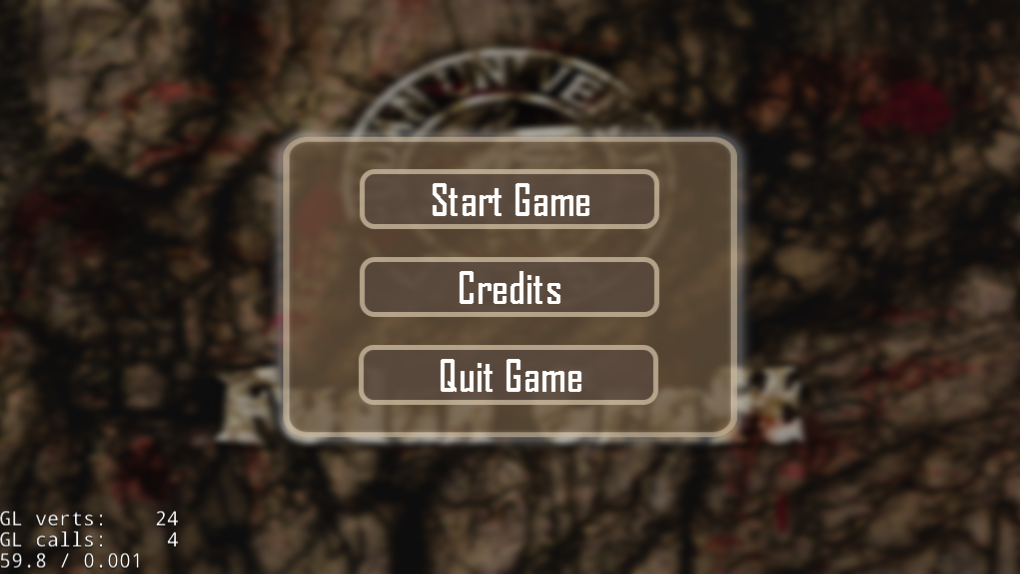 Start Game
Credits
Quit Game
GL verts: 24
GL calls: 4
59.8 / 0.001